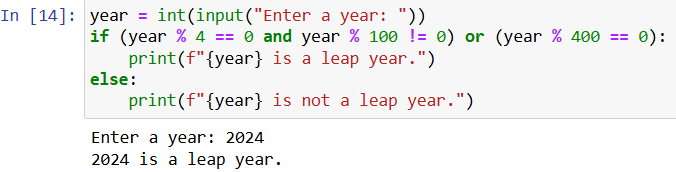 In [14]: year = int(input("Enter a year: "))
if (year % 4 == 0 and year % 100 != 0) or (year % 400 == 0):
    print(f"{year} is a leap year.")
else:
    print(f"{year} is not a leap year.")
Enter a year: 2024
2024 is a leap year.